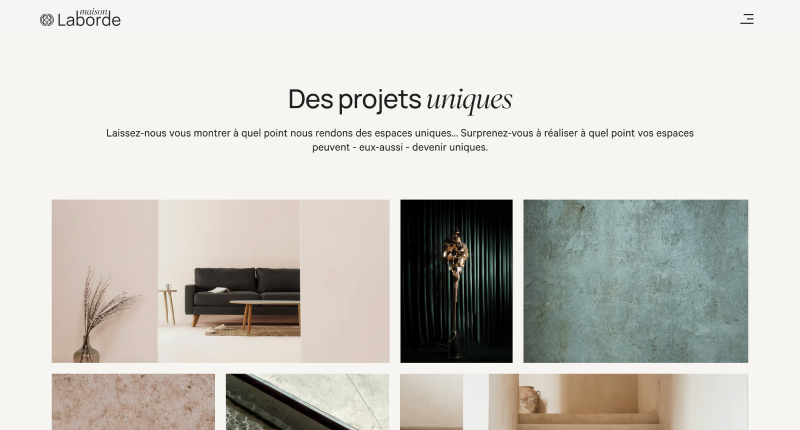 maison
Laborde
Des projets uniques
Laissez-nous vous montrer à quel point nous rendons des espaces uniques... Surprenez-vous à réaliser à quel point vos espaces
peuvent - eux-aussi - devenir uniques.